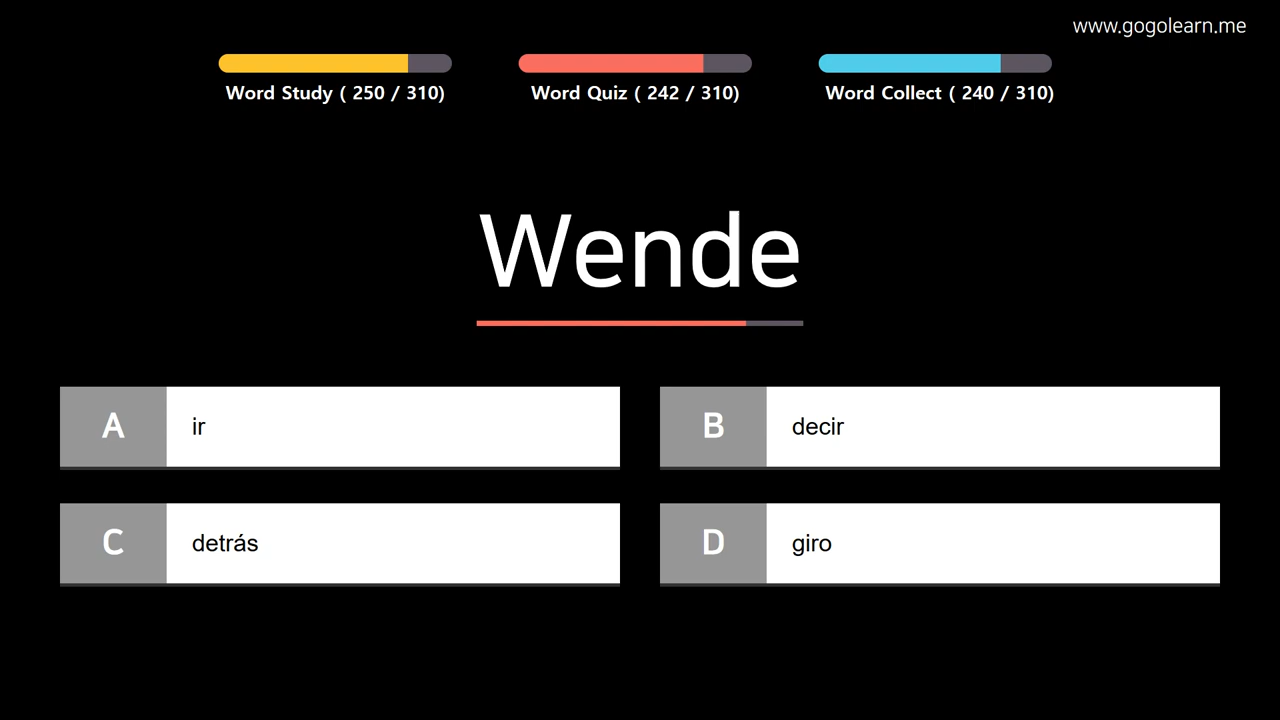 www.gogolearn.me
Word Study ( 250 / 310)
Word Quiz ( 242 / 310)
Word Collect ( 240 / 310)
Wende
A ir
B decir
C detrás
D giro